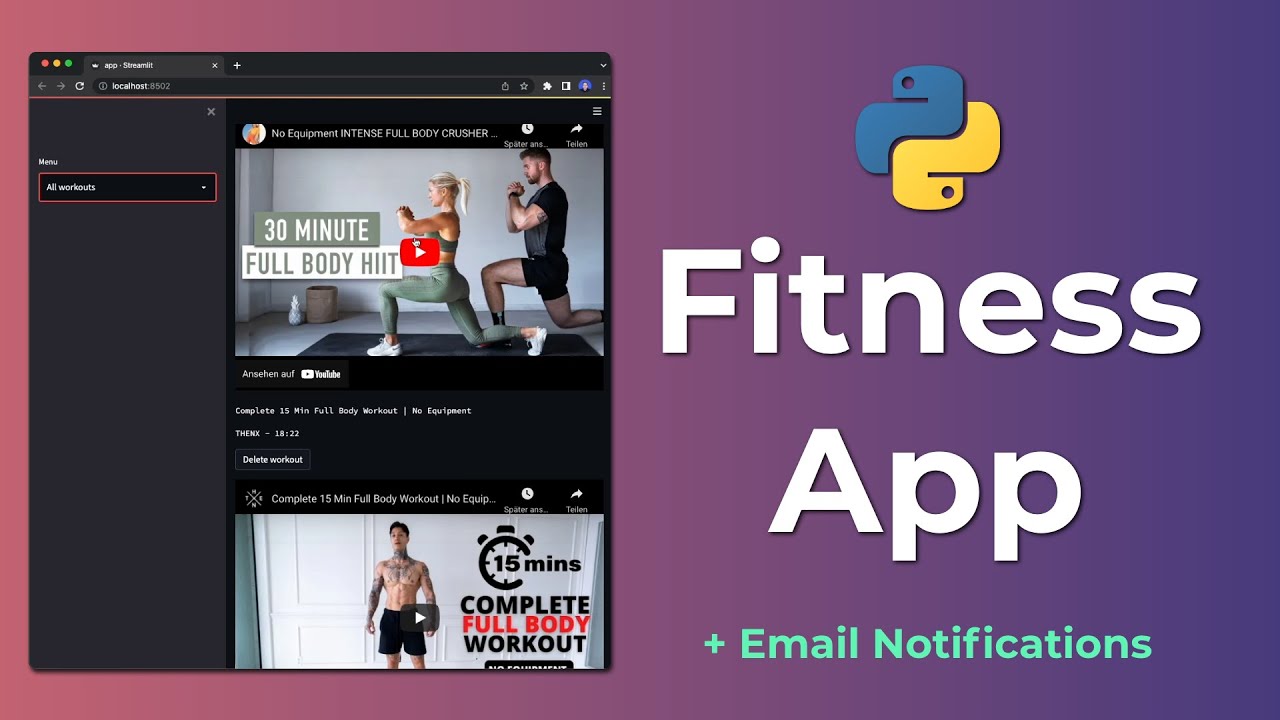 app · Streamlit
localhost:8502
Menu
All workouts
No Equipment INTENSE FULL BODY CRUSHER ...
Später ans...
Teilen
30 MINUTE
FULL BODY HIIT
Ansehen auf YouTube
Complete 15 Min Full Body Workout | No Equipment
THENX - 18:22
Delete workout
THENX
Complete 15 Min Full Body Workout | No Equip...
Später ans...
Teilen
15 mins
COMPLETE
FULL BODY
WORKOUT
NO EQUIPMENT
Fitness
App
+ Email Notifications